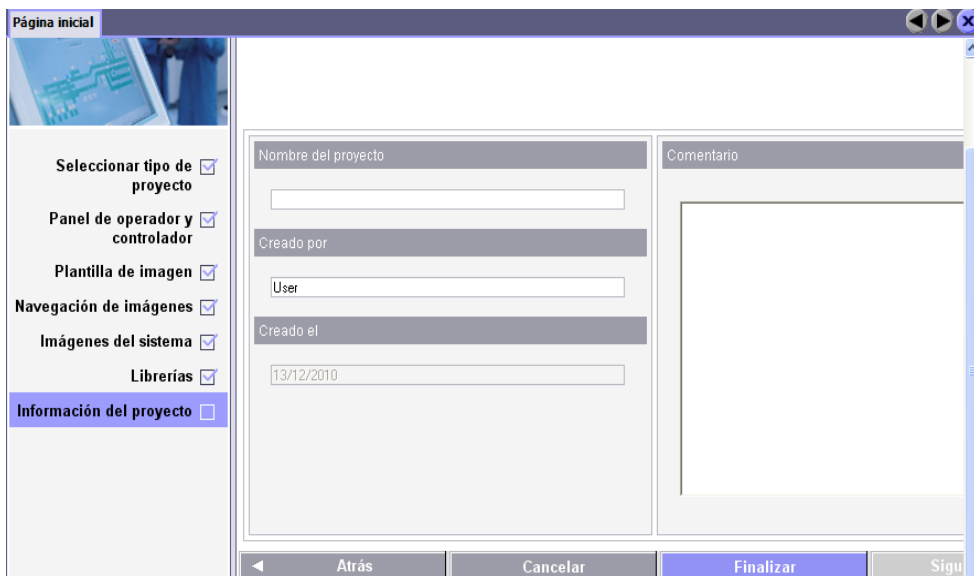 Página inicial
Seleccionar tipo de
proyecto
Panel de operador y
controlador
Plantilla de imagen
Navegación de imágenes
Imágenes del sistema
Librerías
Información del proyecto
Nombre del proyecto
Creado por
User
Creado el
13/12/2010
Comentario
Atrás
Cancelar
Finalizar
Sigu